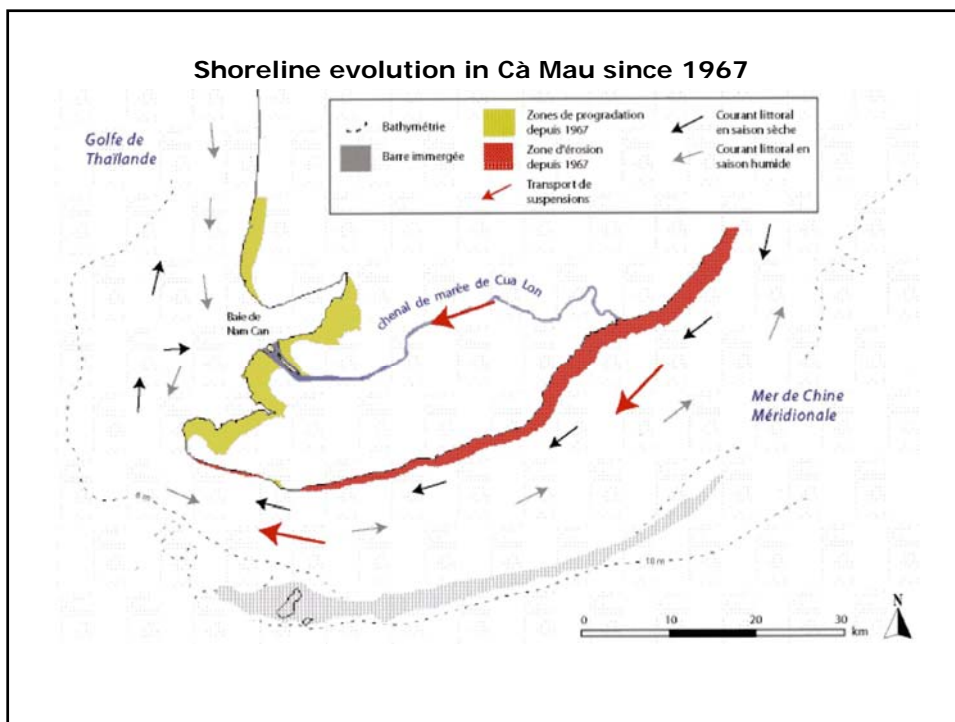 Shoreline evolution in Cà Mau since 1967
Golfe de
Thaïlande
Bathymétrie
Barre immergée
Zones de progradation
depuis 1967
Zone d'érosion
depuis 1967
Transport de
suspensions
Courant littoral
en saison sèche
Courant littoral en
saison humide
chenal de marée de Cua Lon
Baie de
Nam Can
Mer de Chine
Méridionale
10 m
0 10 20 30
km
N